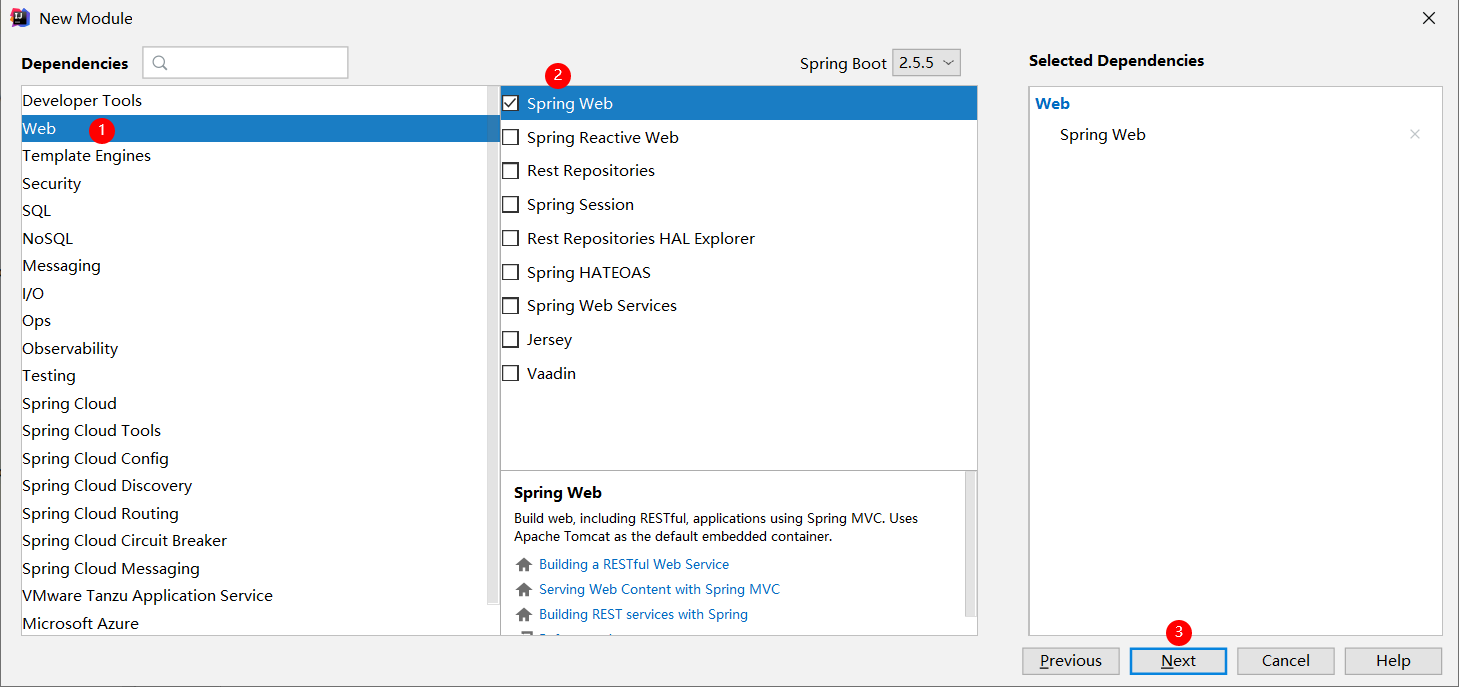 New Module
Dependencies
Spring Boot 2.5.5
Selected Dependencies
Developer Tools
Web 1
Template Engines
Security
SQL
NoSQL
Messaging
I/O
Ops
Observability
Testing
Spring Cloud
Spring Cloud Tools
Spring Cloud Config
Spring Cloud Discovery
Spring Cloud Routing
Spring Cloud Circuit Breaker
Spring Cloud Messaging
VMware Tanzu Application Service
Microsoft Azure
2
Spring Web
Spring Reactive Web
Rest Repositories
Spring Session
Rest Repositories HAL Explorer
Spring HATEOAS
Spring Web Services
Jersey
Vaadin
Spring Web
Build web, including RESTful, applications using Spring MVC. Uses
Apache Tomcat as the default embedded container.
Building a RESTful Web Service
Serving Web Content with Spring MVC
Building REST services with Spring
Web
Spring Web
3
Previous
Next
Cancel
Help